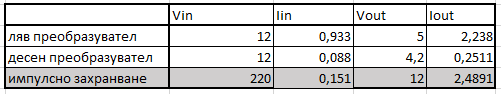 Vin Iin Vout Iout
ляв преобразувател 12 0,933 5 2,238
десен преобразувател 12 0,088 4,2 0,2511
импулсно захранване 220 0,151 12 2,4891